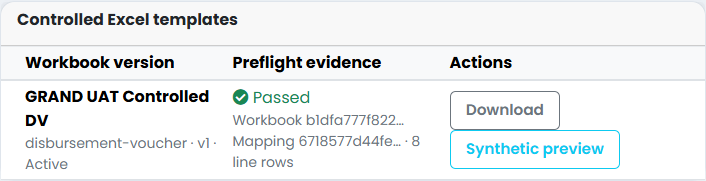 Controlled Excel templates
Workbook version Preflight evidence Actions
GRAND UAT Controlled
DV
disbursement-voucher · v1 ·
Active
Passed
Workbook b1dfa777f822…
Mapping 6718577d44fe… · 8
line rows
Download
Synthetic preview